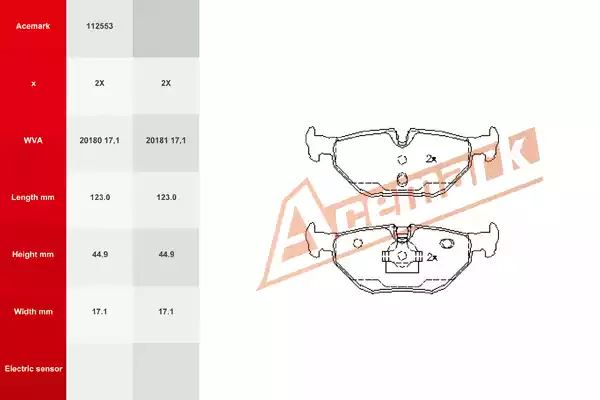 Acemark 112553
x 2X 2X
WVA 20180 17,1 20181 17,1
Length mm 123.0 123.0
Height mm 44.9 44.9
Width mm 17.1 17.1
Electric sensor
2x
2x
Acemark